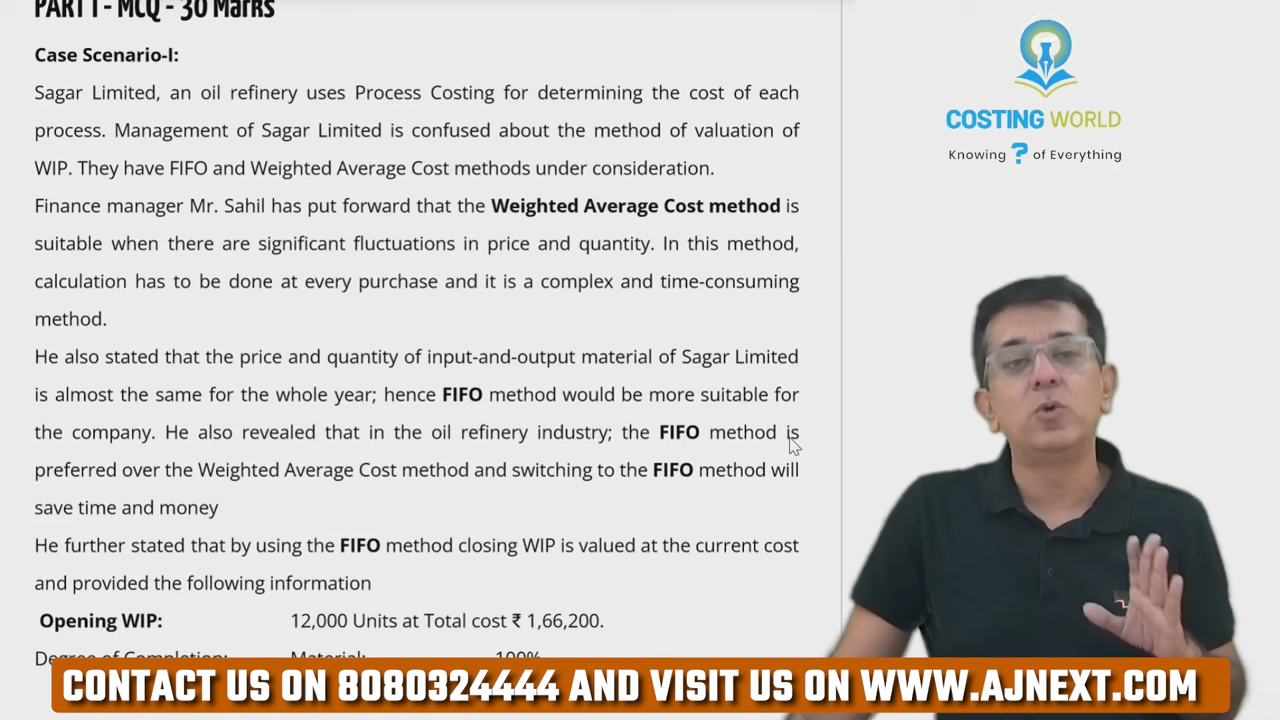 PART I - MCQ - 30 Marks
Case Scenario-I:
Sagar Limited, an oil refinery uses Process Costing for determining the cost of each
process. Management of Sagar Limited is confused about the method of valuation of
WIP. They have FIFO and Weighted Average Cost methods under consideration.
Finance manager Mr. Sahil has put forward that the Weighted Average Cost method is
suitable when there are significant fluctuations in price and quantity. In this method,
calculation has to be done at every purchase and it is a complex and time-consuming
method.
He also stated that the price and quantity of input-and-output material of Sagar Limited
is almost the same for the whole year; hence FIFO method would be more suitable for
the company. He also revealed that in the oil refinery industry; the FIFO method is
preferred over the Weighted Average Cost method and switching to the FIFO method will
save time and money
He further stated that by using the FIFO method closing WIP is valued at the current cost
and provided the following information
Opening WIP: 12,000 Units at Total cost ₹ 1,66,200.
Degree of Completion: Material: 100%
COSTING WORLD
Knowing ? of Everything
CONTACT US ON 8080324444 AND VISIT US ON WWW.AJNEXT.COM